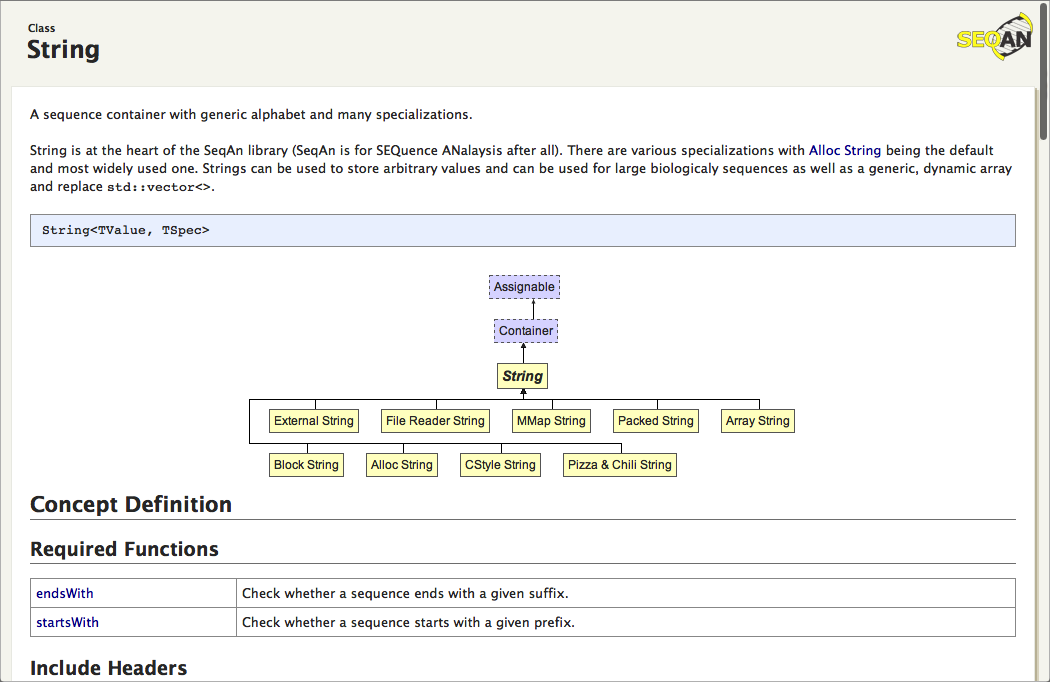 Class
String
SEQAN
A sequence container with generic alphabet and many specializations.
String is at the heart of the SeqAn library (SeqAn is for SEQuence ANalaysis after all). There are various specializations with Alloc String being the default
and most widely used one. Strings can be used to store arbitrary values and can be used for large biologicaly sequences as well as a generic, dynamic array
and replace std::vector<>.
String<TValue, TSpec>
Assignable
Container
String
External String File Reader String MMap String Packed String Array String
Block String Alloc String CStyle String Pizza & Chili String
Concept Definition
Required Functions
endsWith Check whether a sequence ends with a given suffix.
startsWith Check whether a sequence starts with a given prefix.
Include Headers